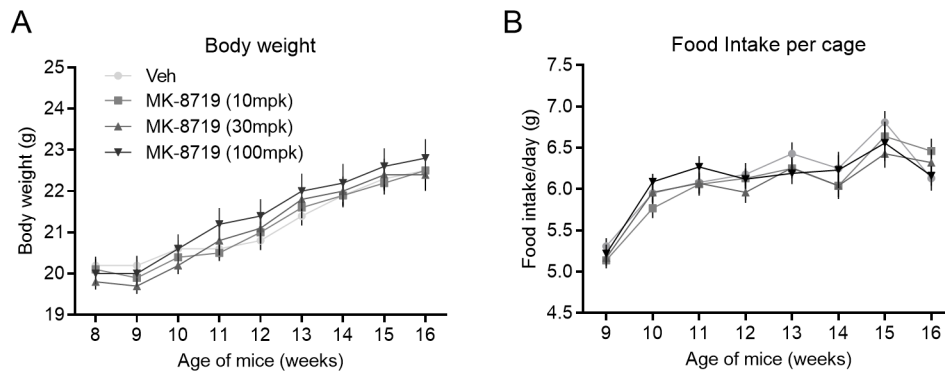 A
Body weight
25
24
23
22
21
20
19
Body weight (g)
Veh
MK-8719 (10mpk)
MK-8719 (30mpk)
MK-8719 (100mpk)
8 9 10 11 12 13 14 15 16
Age of mice (weeks)
B
Food Intake per cage
7.5
7.0
6.5
6.0
5.5
5.0
4.5
Food intake/day (g)
9 10 11 12 13 14 15 16
Age of mice (weeks)